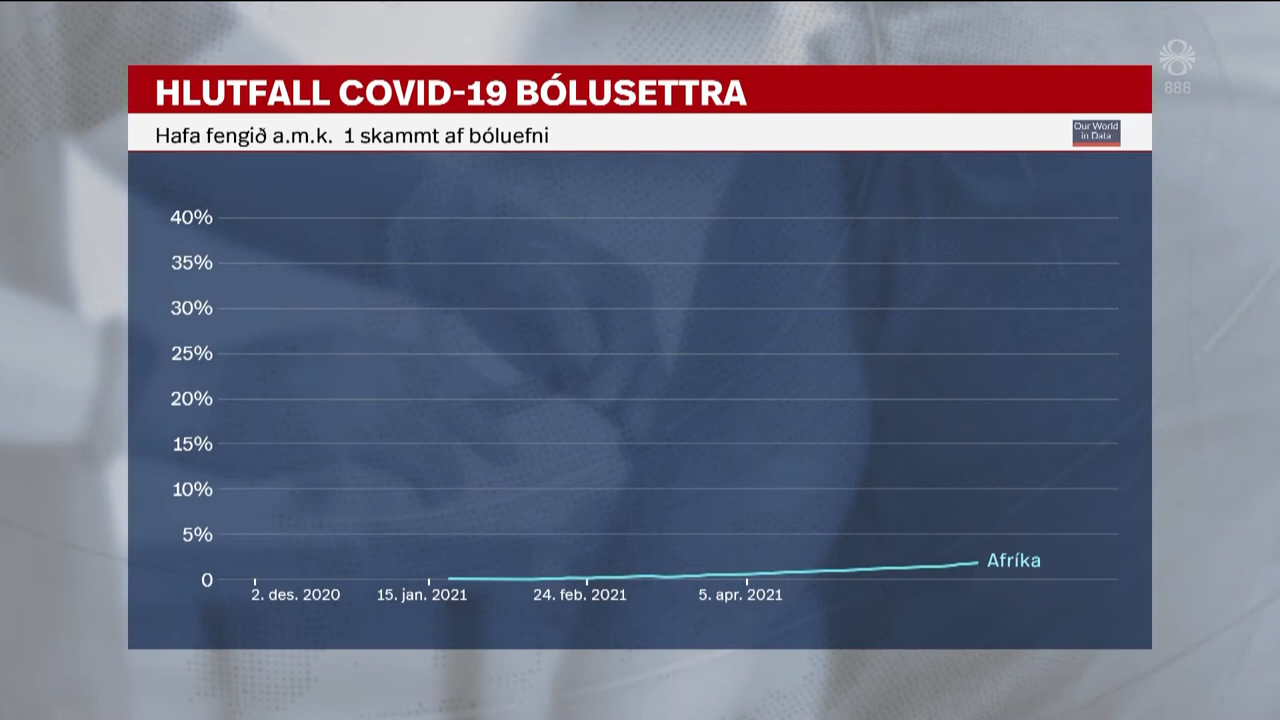 HLUTFALL COVID-19 BÓLUSETTRA
888
Hafa fengið a.m.k. 1 skammt af bóluefni
Our World
in Data
40%
35%
30%
25%
20%
15%
10%
5%
0
Afríka
2. des. 2020
15. jan. 2021
24. feb. 2021
5. apr. 2021